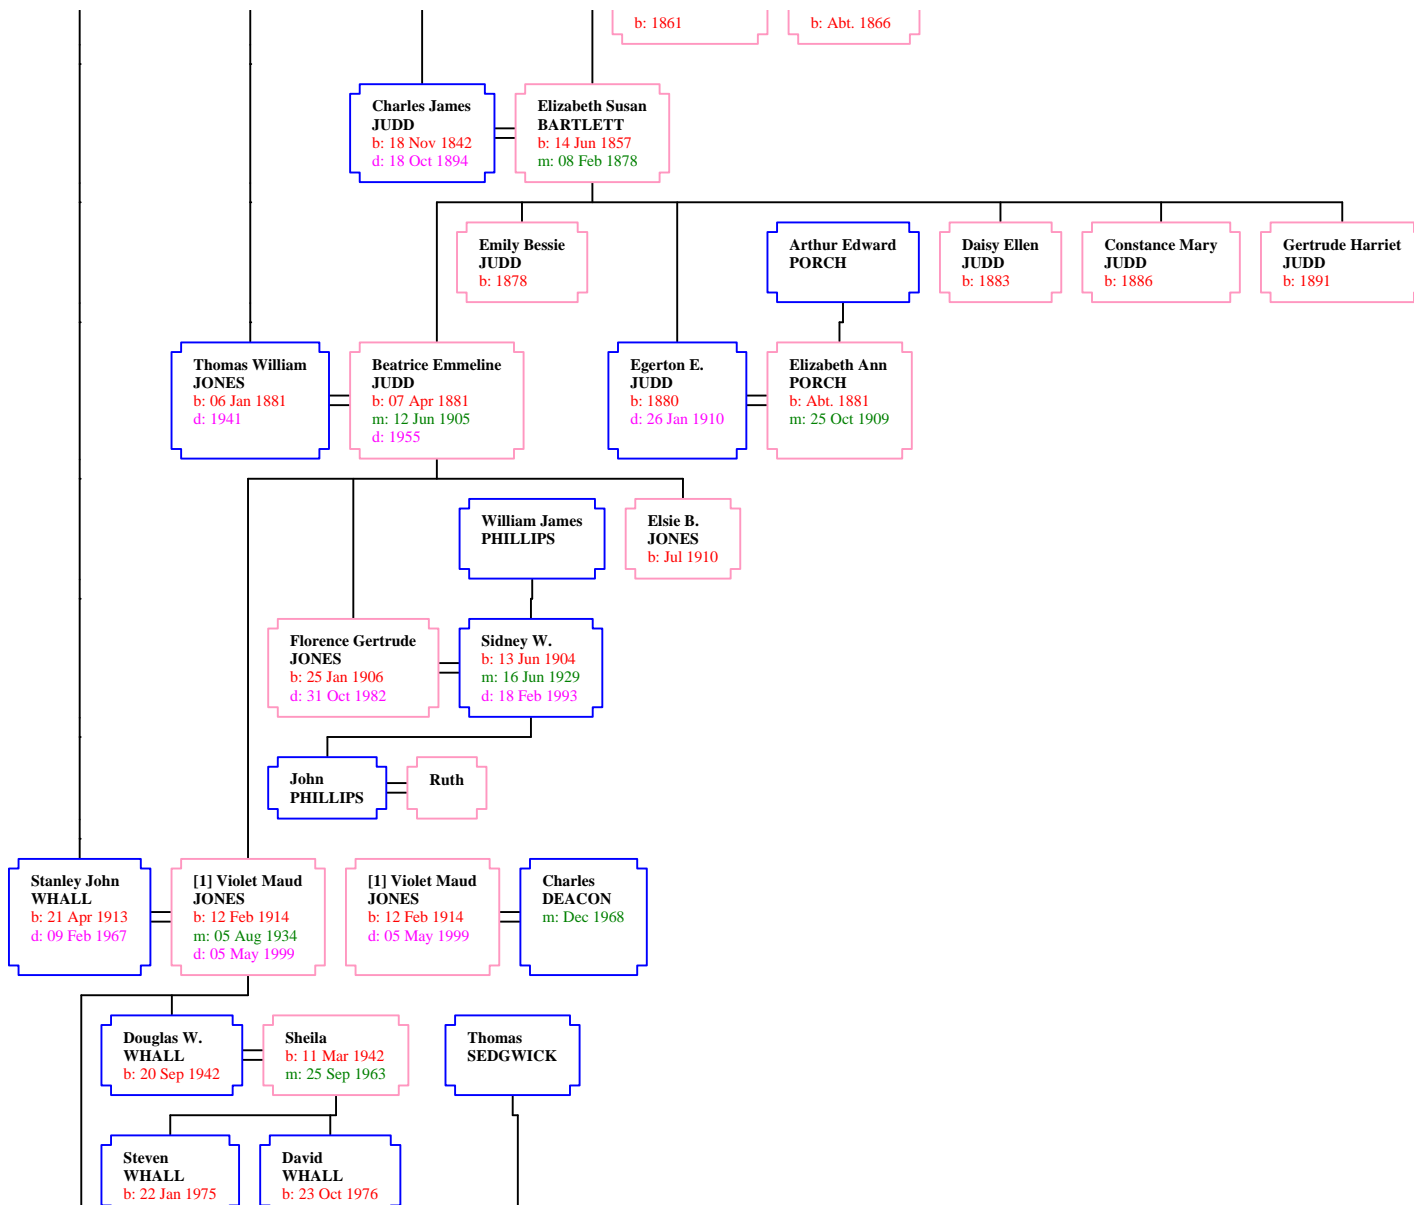 b: 1861
b: Abt. 1866
Charles James
JUDD
b: 18 Nov 1842
d: 18 Oct 1894
Elizabeth Susan
BARTLETT
b: 14 Jun 1857
m: 08 Feb 1878
Emily Bessie
JUDD
b: 1878
Arthur Edward
PORCH
Daisy Ellen
JUDD
b: 1883
Constance Mary
JUDD
b: 1886
Gertrude Harriet
JUDD
b: 1891
Thomas William
JONES
b: 06 Jan 1881
d: 1941
Beatrice Emmeline
JUDD
b: 07 Apr 1881
m: 12 Jun 1905
d: 1955
Egerton E.
JUDD
b: 1880
d: 26 Jan 1910
Elizabeth Ann
PORCH
b: Abt. 1881
m: 25 Oct 1909
William James
PHILLIPS
Elsie B.
JONES
b: Jul 1910
Florence Gertrude
JONES
b: 25 Jan 1906
d: 31 Oct 1982
Sidney W.
b: 13 Jun 1904
m: 16 Jun 1929
d: 18 Feb 1993
John
PHILLIPS
Ruth
Stanley John
WHALL
b: 21 Apr 1913
d: 09 Feb 1967
[1] Violet Maud
JONES
b: 12 Feb 1914
m: 05 Aug 1934
d: 05 May 1999
[1] Violet Maud
JONES
b: 12 Feb 1914
d: 05 May 1999
Charles
DEACON
m: Dec 1968
Douglas W.
WHALL
b: 20 Sep 1942
Sheila
b: 11 Mar 1942
m: 25 Sep 1963
Thomas
SEDGWICK
Steven
WHALL
b: 22 Jan 1975
David
WHALL
b: 23 Oct 1976